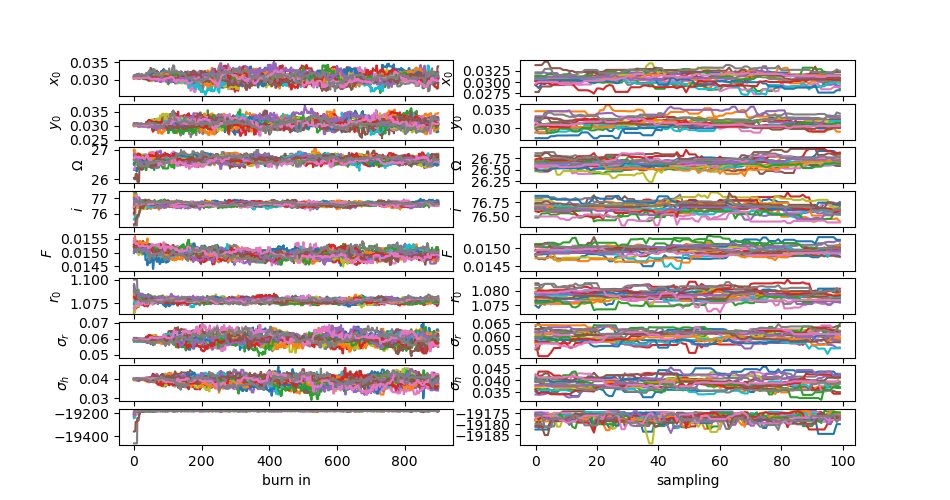 0.035
0.030
x0
0.035
0.030
0.025
y0
27
26
Ω
77
76
i
0.0155
0.0150
0.0145
F
1.100
1.075
r0
0.07
0.06
0.05
σr
0.04
0.03
σh
−19200
−19400
0 200 400 600 800
burn in
0.0325
0.0300
0.0275
x0
0.035
0.030
y0
26.75
26.50
26.25
Ω
76.75
76.50
i
0.0150
0.0145
F
1.080
1.075
r0
0.065
0.060
0.055
σr
0.045
0.040
0.035
σh
−19175
−19180
−19185
0 20 40 60 80 100
sampling